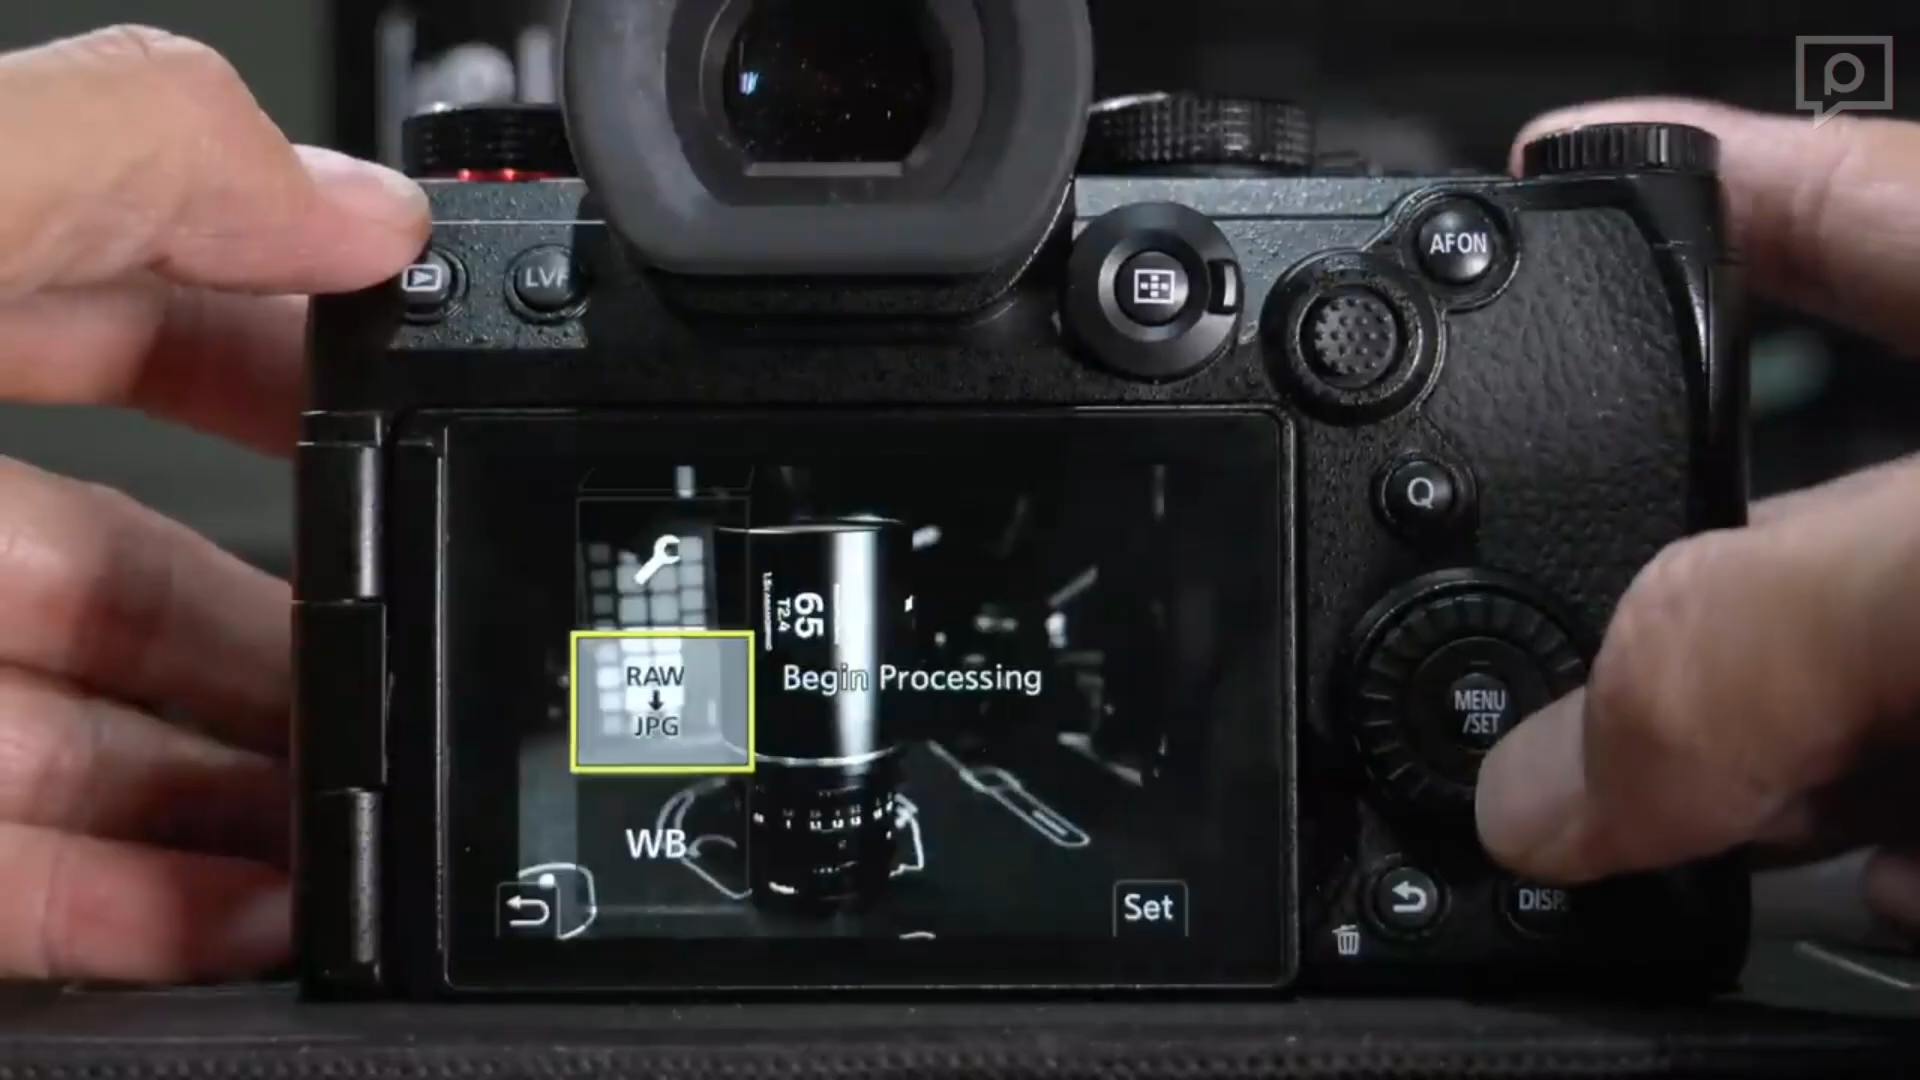 LVF
AFON
Q
65
T2.4
RAW
JPG
Begin Processing
MENU
/SET
WB
Set
DISP.